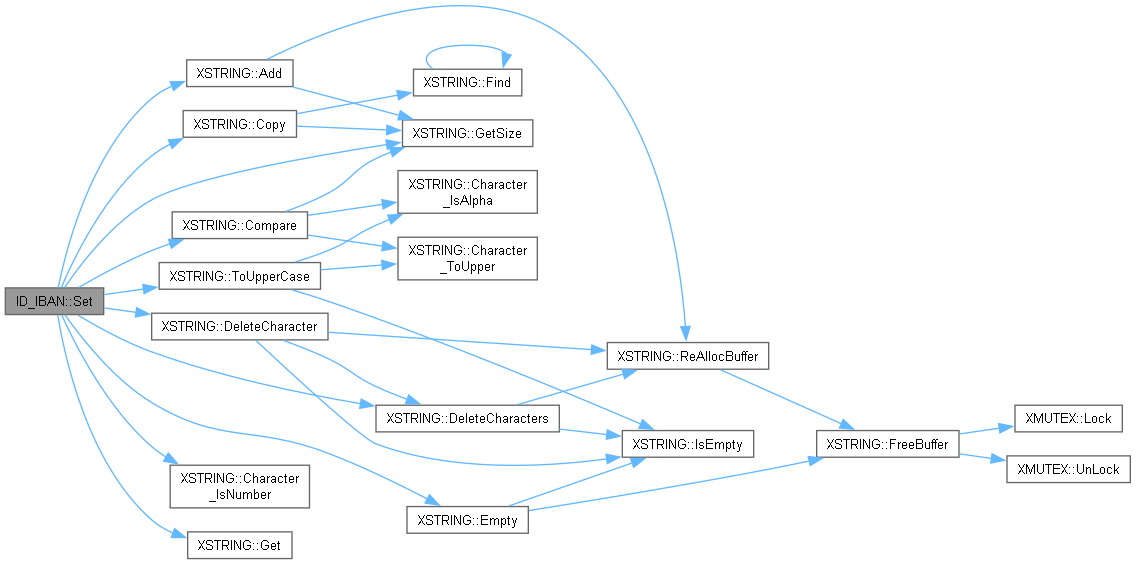 XSTRING::Add
XSTRING::Find
XSTRING::Copy
XSTRING::GetSize
XSTRING::Character
_IsAlpha
XSTRING::Compare
XSTRING::Character
_ToUpper
XSTRING::ToUpperCase
ID_IBAN::Set
XSTRING::DeleteCharacter
XSTRING::ReAllocBuffer
XSTRING::DeleteCharacters
XMUTEX::Lock
XSTRING::IsEmpty
XSTRING::FreeBuffer
XMUTEX::UnLock
XSTRING::Character
_IsNumber
XSTRING::Empty
XSTRING::Get